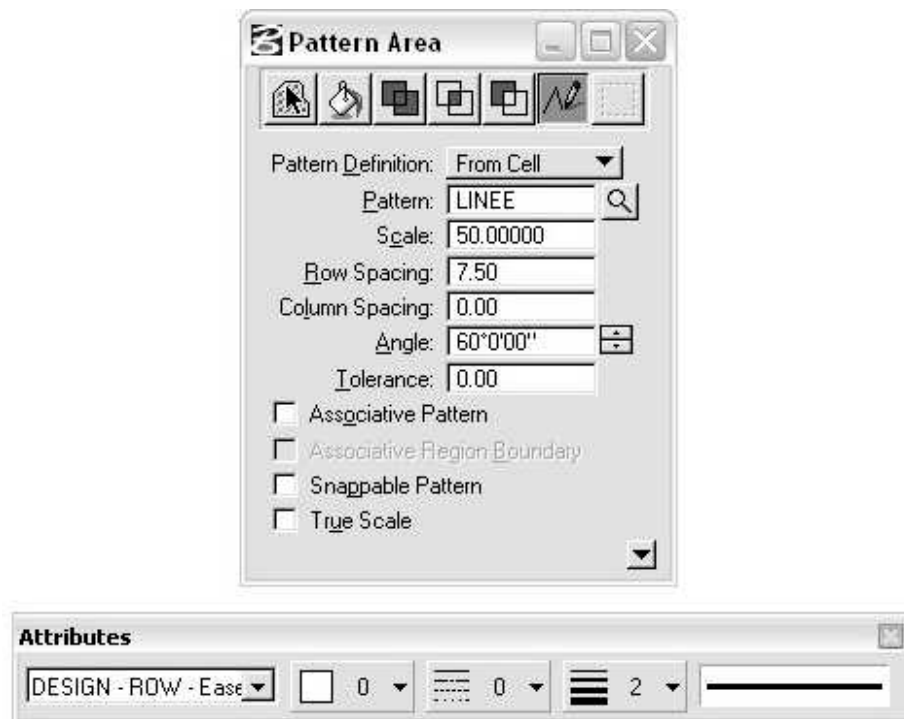 Pattern Area
Pattern Definition: From Cell
Pattern: LINEE
Scale: 50.00000
Row Spacing: 7.50
Column Spacing: 0.00
Angle: 60°0'00"
Tolerance: 0.00
Associative Pattern
Associative Region Boundary
Snappable Pattern
True Scale
Attributes
DESIGN - ROW - Ease 0 0 2